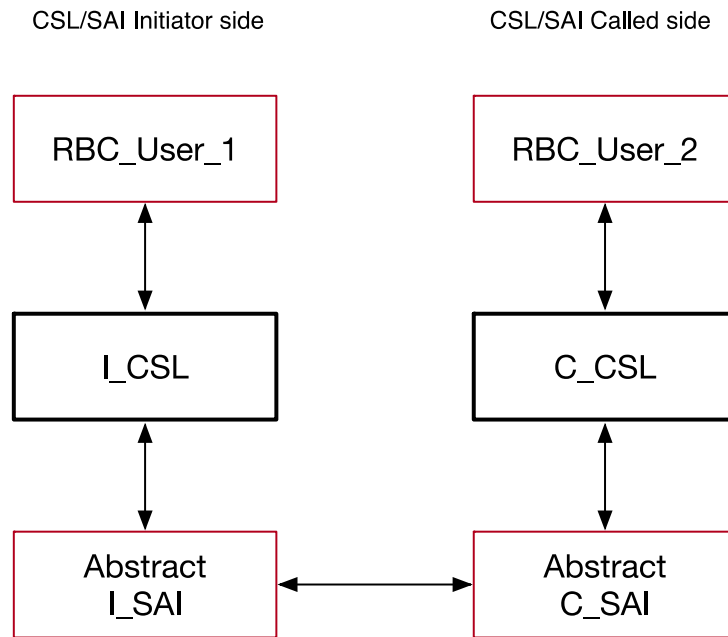 CSL/SAI Initiator side
CSL/SAI Called side
RBC_User_1
RBC_User_2
I_CSL
C_CSL
Abstract
I_SAI
Abstract
C_SAI